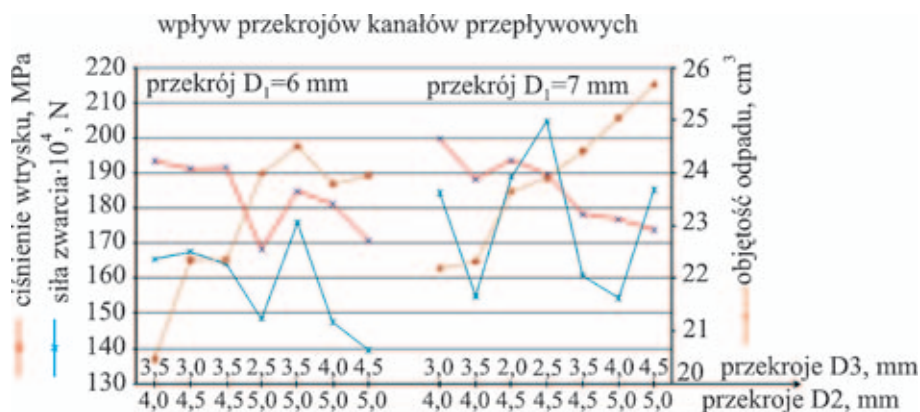 wpływ przekrojów kanałów przepływowych
ciśnienie wtrysku, MPa
siła zwarcia·10⁴, N
220
210
200
190
180
170
160
150
140
130
przekrój D₁=6 mm
przekrój D₁=7 mm
26
25
24
23
22
21
20
objętość odpadu, cm³
3,5 3,0 3,5 2,5 3,5 4,0 4,5 3,0 3,5 2,0 2,5 3,5 4,0 4,5 przekroje D3, mm
4,0 4,5 4,5 5,0 5,0 5,0 5,0 4,0 4,0 4,5 4,5 4,5 5,0 5,0 przekroje D2, mm